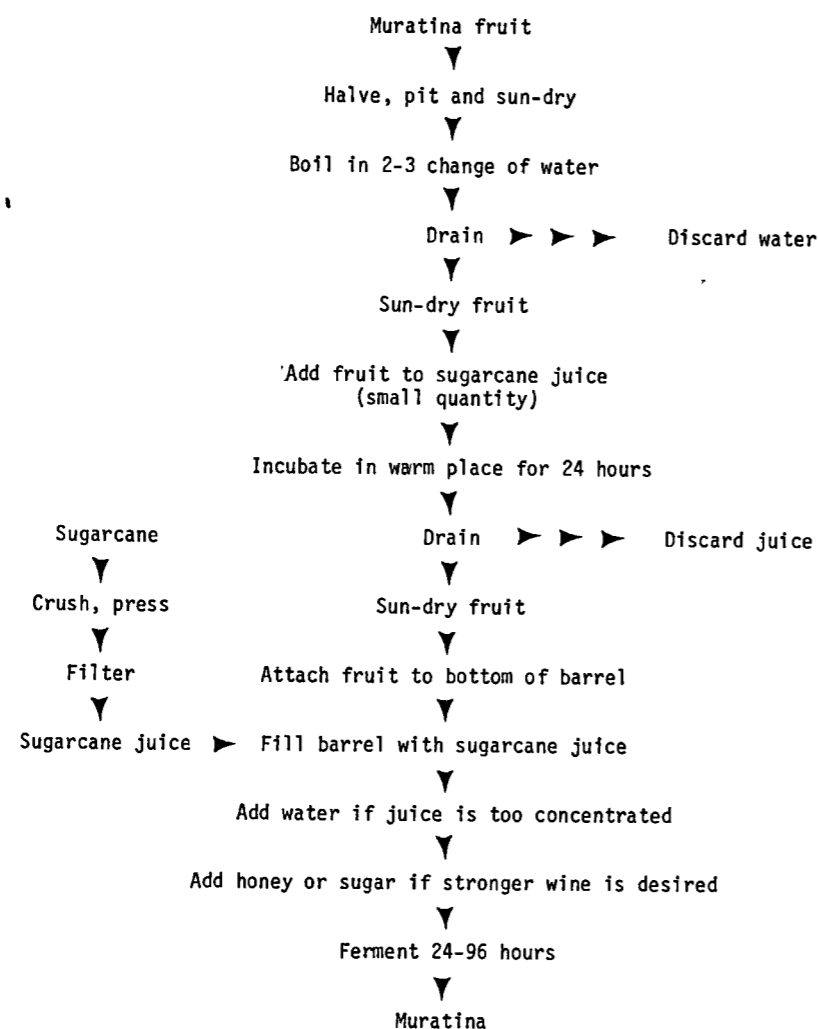 Muratina fruit
Halve, pit and sun-dry
Boil in 2-3 change of water
Drain Discard water
Sun-dry fruit
Add fruit to sugarcane juice
(small quantity)
Incubate in warm place for 24 hours
Sugarcane Drain Discard juice
Crush, press Sun-dry fruit
Filter Attach fruit to bottom of barrel
Sugarcane juice Fill barrel with sugarcane juice
Add water if juice is too concentrated
Add honey or sugar if stronger wine is desired
Ferment 24-96 hours
Muratina